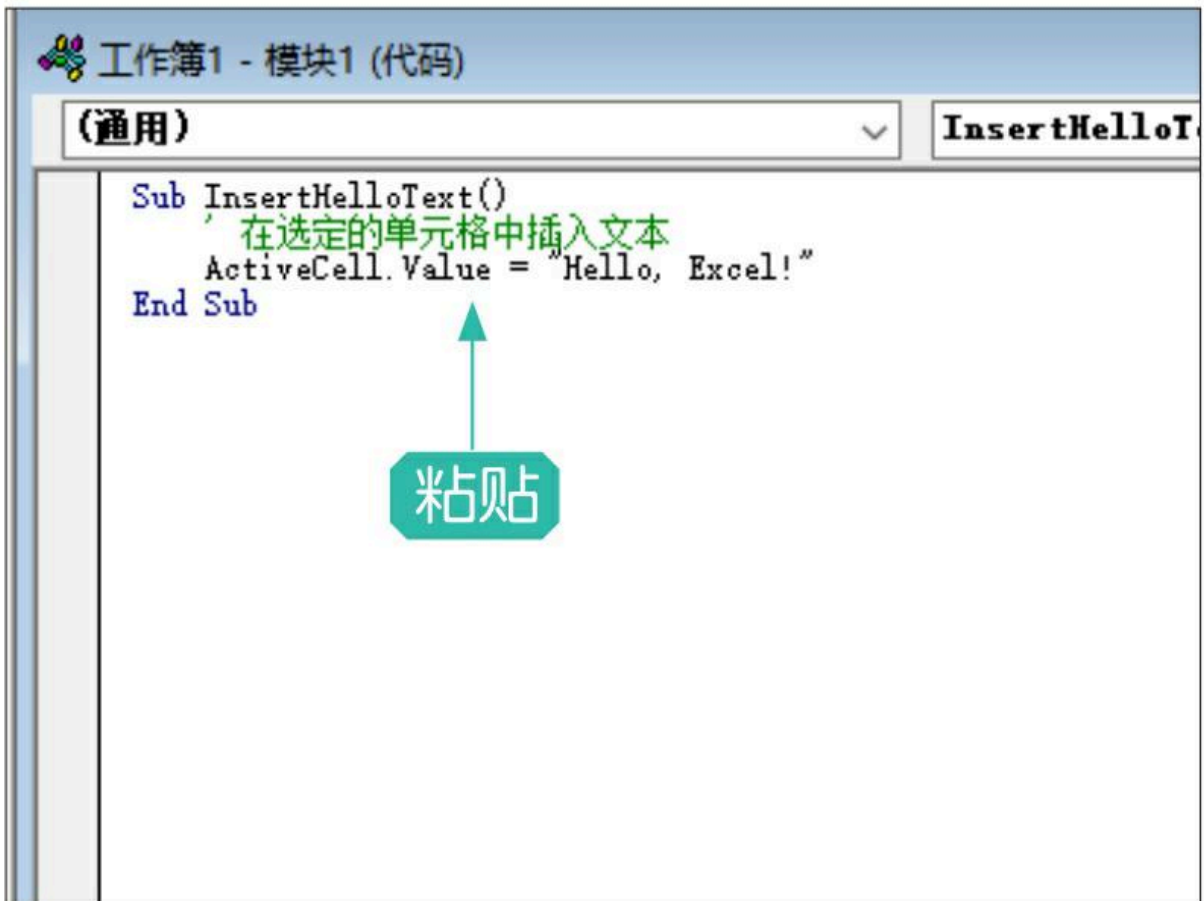 工作簿1 - 模块1 (代码)
(通用)
Sub InsertHelloText()
' 在选定的单元格中插入文本
ActiveCell.Value = "Hello, Excel!"
End Sub
粘贴